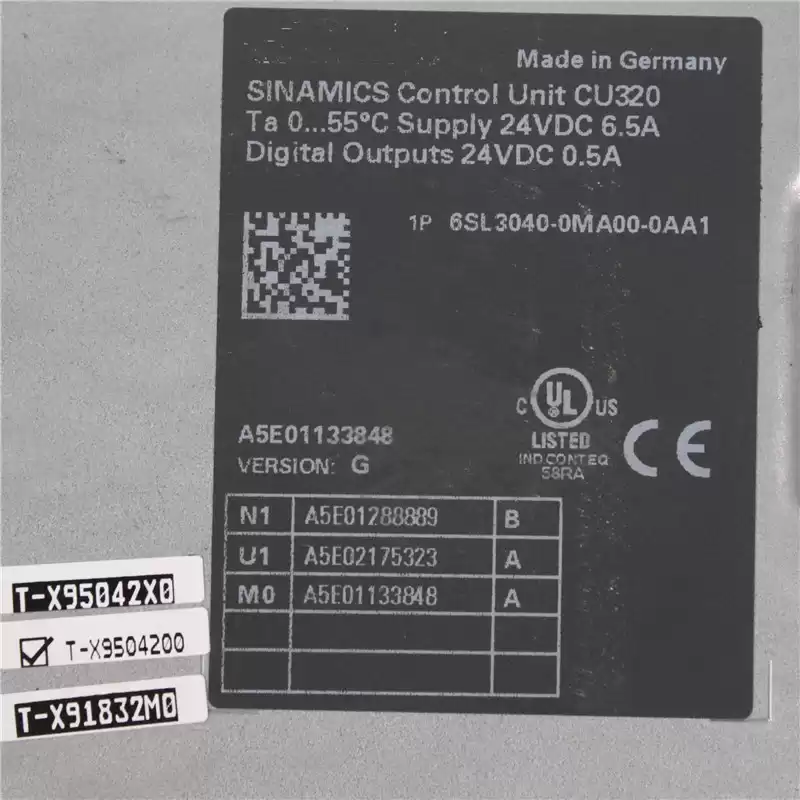 Made in Germany
SINAMICS Control Unit CU320
Ta 0...55°C Supply 24VDC 6.5A
Digital Outputs 24VDC 0.5A
1P 6SL3040-0MA00-0AA1
C UL US
LISTED
IND.CONT.EQ
58RA
CE
A5E01133848
VERSION: G
N1 A5E01288889 B
U1 A5E02175323 A
M0 A5E01133848 A
T-X95042X0
T-X9504200
T-X91832M0